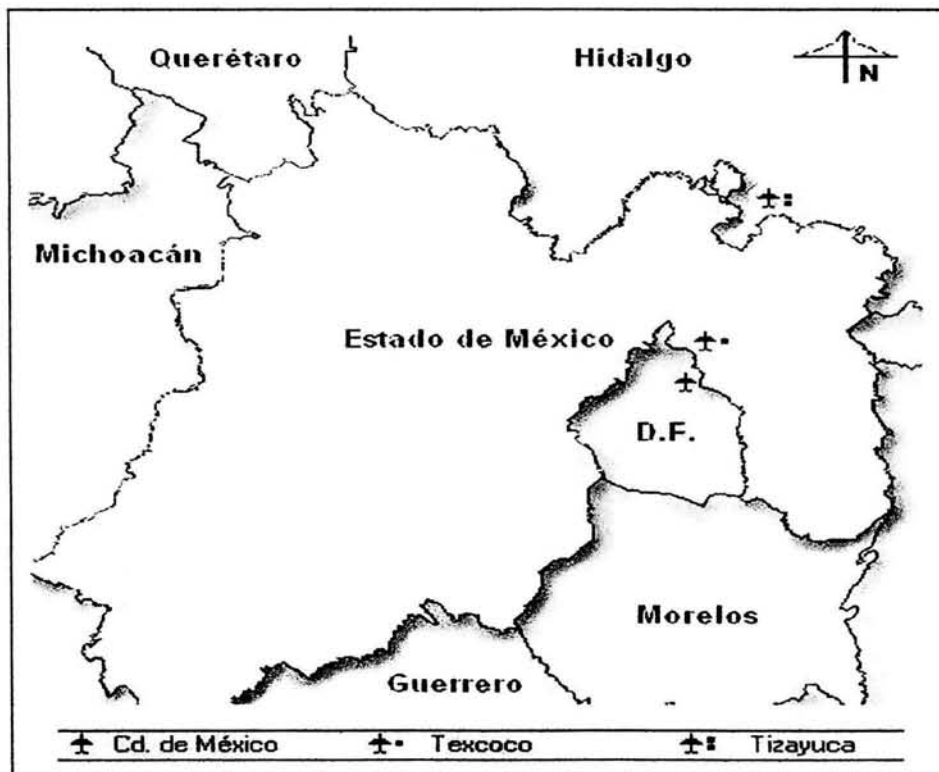 Querétaro
Hidalgo
N
Michoacán
Estado de México
D.F.
Morelos
Guerrero
Cd. de México
Texcoco
Tizayuca